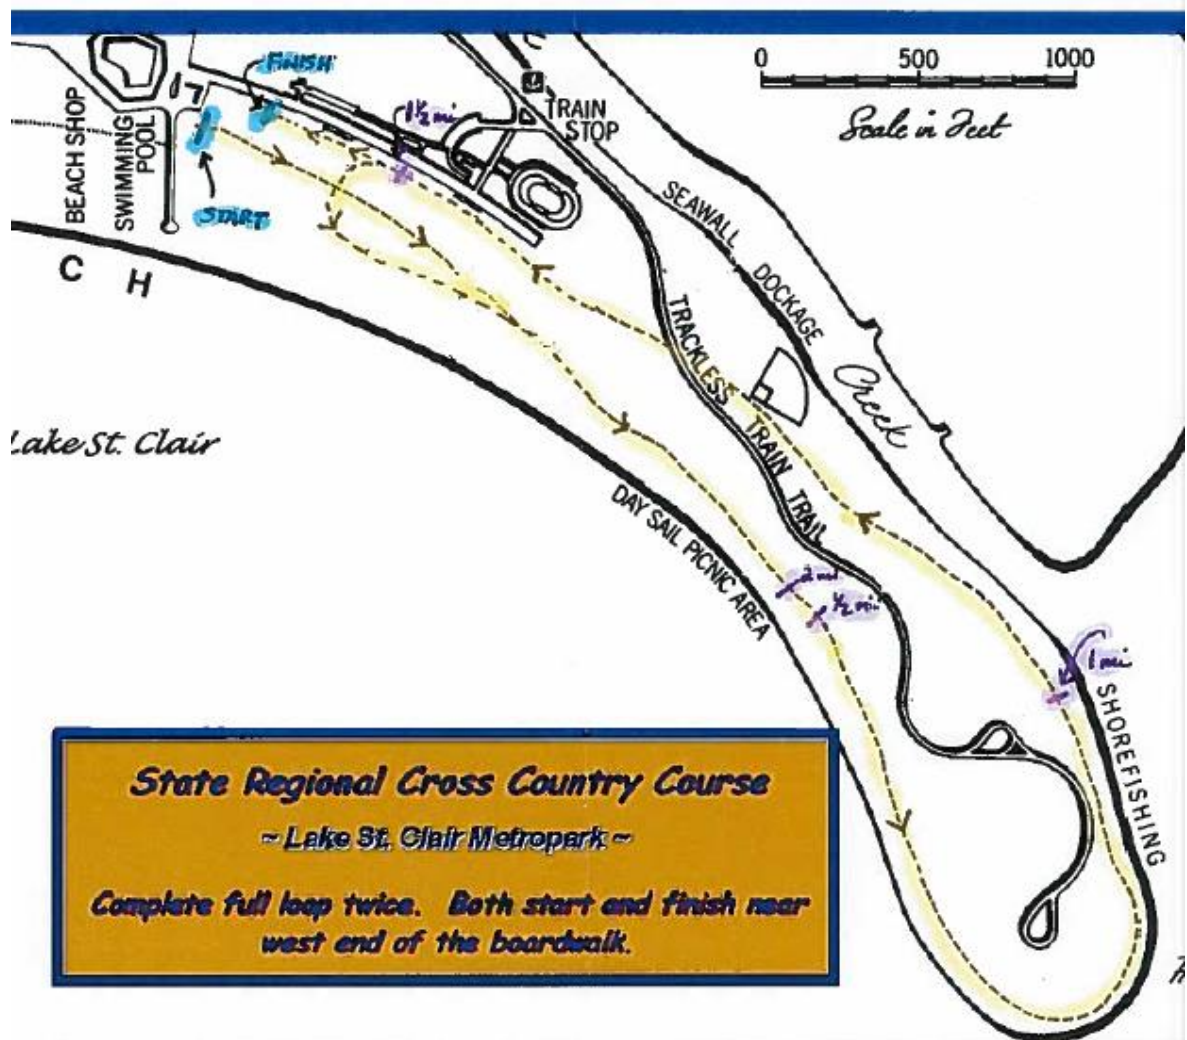 FINISH
0 500 1000
Scale in Feet
1½ mi
TRAIN
STOP
BEACH SHOP
SWIMMING
POOL
START
SEAWALL
DOCKAGE
C H
TRACKLESS
TRAIN
TRAIL
Creek
Lake St. Clair
DAY SAIL PICNIC AREA
2 mi
½ mi
1 mi
SHOREFISHING
State Regional Cross Country Course
~ Lake St. Clair Metropark ~
Complete full loop twice. Both start and finish near
west end of the boardwalk.